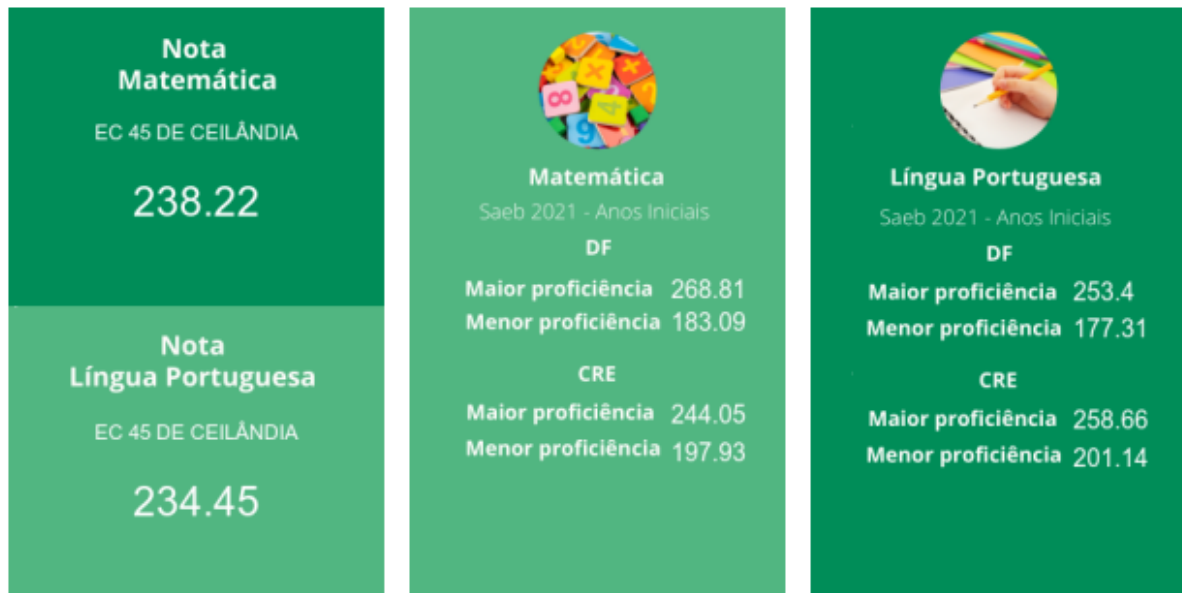 Nota
Matemática
EC 45 DE CEILÂNDIA
238.22
Nota
Língua Portuguesa
EC 45 DE CEILÂNDIA
234.45
Matemática
Saeb 2021 - Anos Iniciais
DF
Maior proficiência 268.81
Menor proficiência 183.09
CRE
Maior proficiência 244.05
Menor proficiência 197.93
Língua Portuguesa
Saeb 2021 - Anos Iniciais
DF
Maior proficiência 253.4
Menor proficiência 177.31
CRE
Maior proficiência 258.66
Menor proficiência 201.14